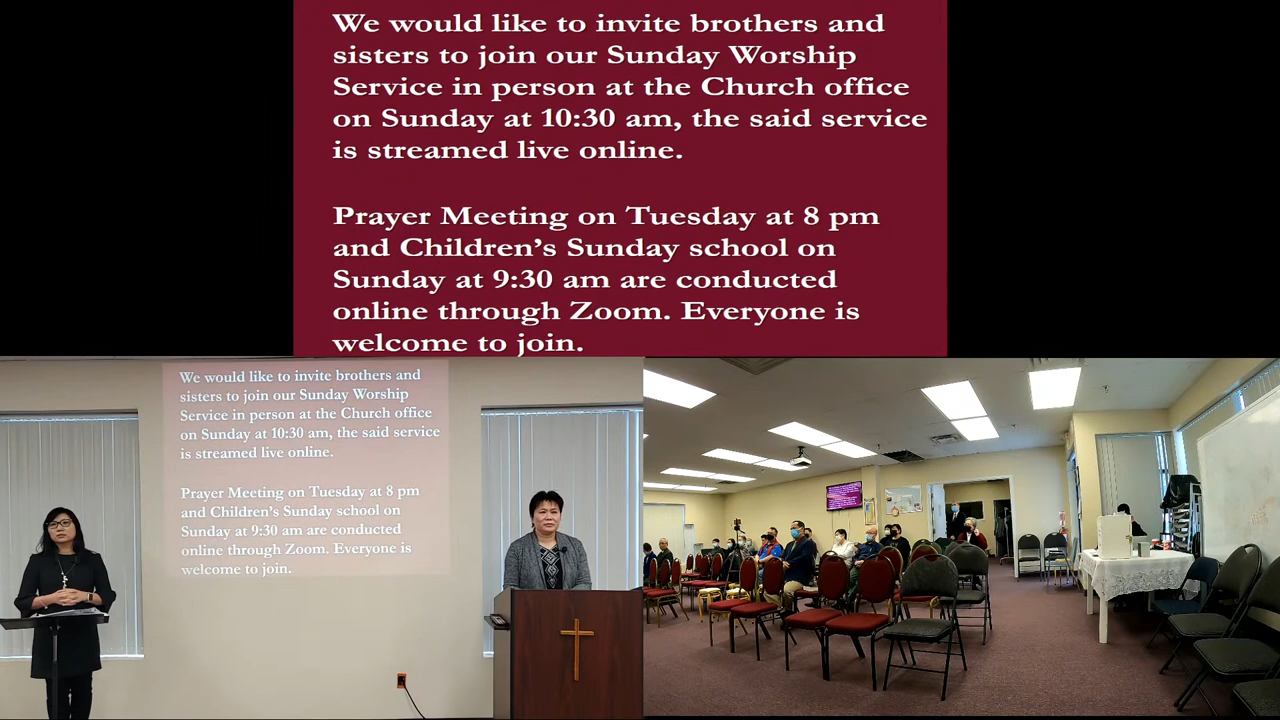 We would like to invite brothers and
sisters to join our Sunday Worship
Service in person at the Church office
on Sunday at 10:30 am, the said service
is streamed live online.
Prayer Meeting on Tuesday at 8 pm
and Children's Sunday school on
Sunday at 9:30 am are conducted
online through Zoom. Everyone is
welcome to join.
We would like to invite brothers and
sisters to join our Sunday Worship
Service in person at the Church office
on Sunday at 10:30 am, the said service
is streamed live online.
Prayer Meeting on Tuesday at 8 pm
and Children's Sunday school on
Sunday at 9:30 am are conducted
online through Zoom. Everyone is
welcome to join.